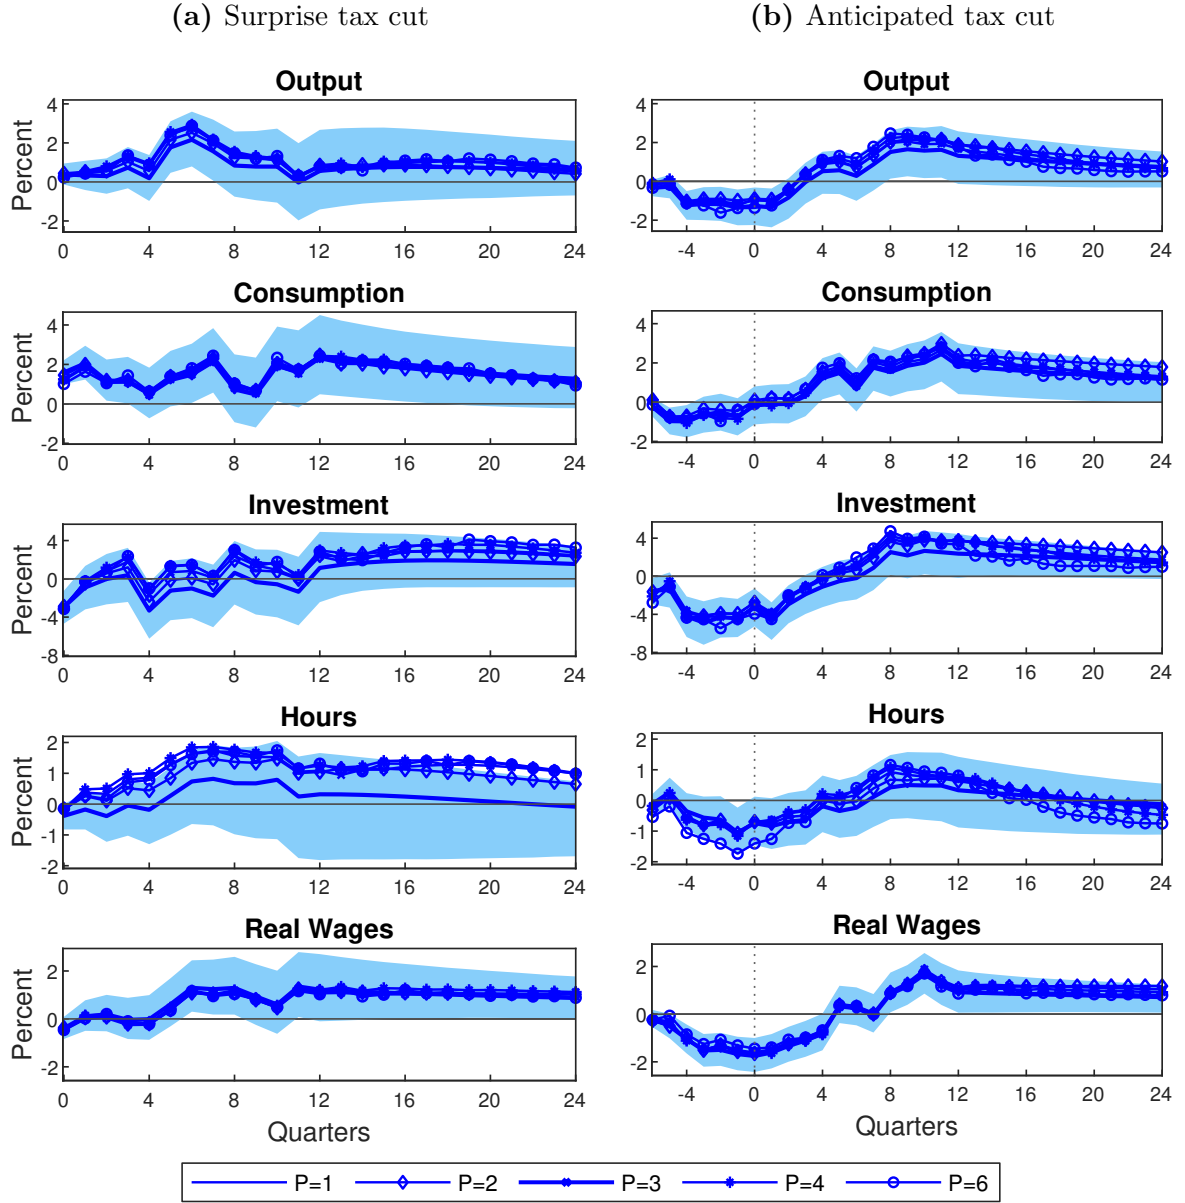 (a) Surprise tax cut
(b) Anticipated tax cut
Output
Percent
4
2
0
-2
0 4 8 12 16 20 24
Output
4
2
0
-2
-4 0 4 8 12 16 20 24
Consumption
Percent
4
2
0
-2
0 4 8 12 16 20 24
Consumption
4
2
0
-2
-4 0 4 8 12 16 20 24
Investment
Percent
4
0
-4
-8
0 4 8 12 16 20 24
Investment
4
0
-4
-8
-4 0 4 8 12 16 20 24
Hours
Percent
2
1
0
-1
-2
0 4 8 12 16 20 24
Hours
2
1
0
-1
-2
-4 0 4 8 12 16 20 24
Real Wages
Percent
2
0
-2
0 4 8 12 16 20 24
Quarters
Real Wages
2
0
-2
-4 0 4 8 12 16 20 24
Quarters
P=1 P=2 P=3 P=4 P=6